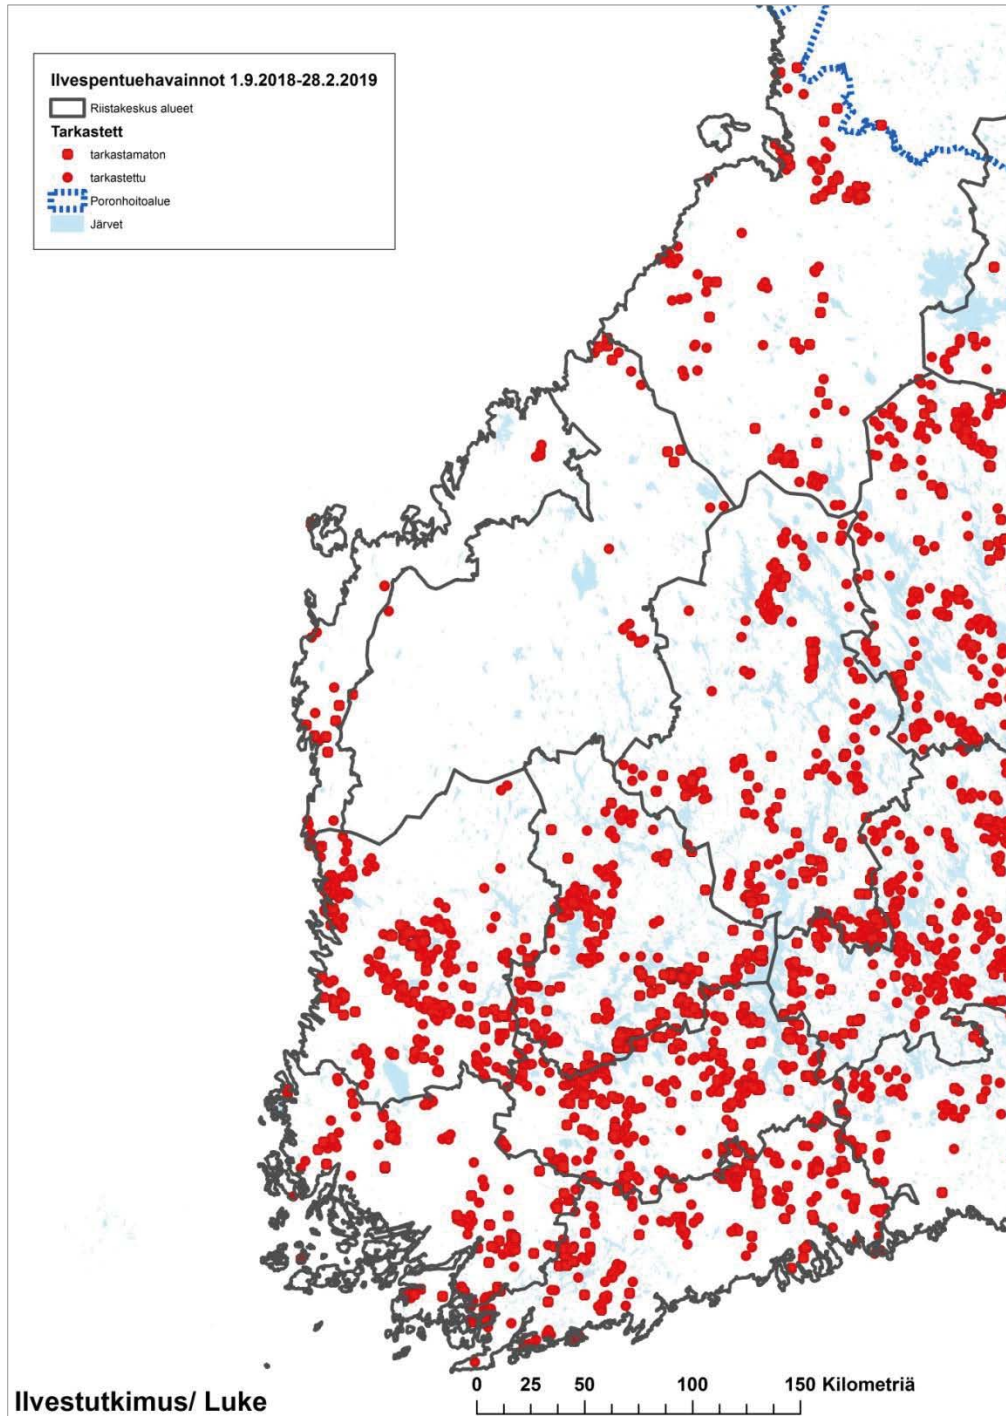 Ilvespentuehavainnot 1.9.2018-28.2.2019
Riistakeskus alueet
Tarkastett
tarkastamaton
tarkastettu
Poronhoitoalue
Järvet
Ilvestutkimus/ Luke
0 25 50 100 150 Kilometriä